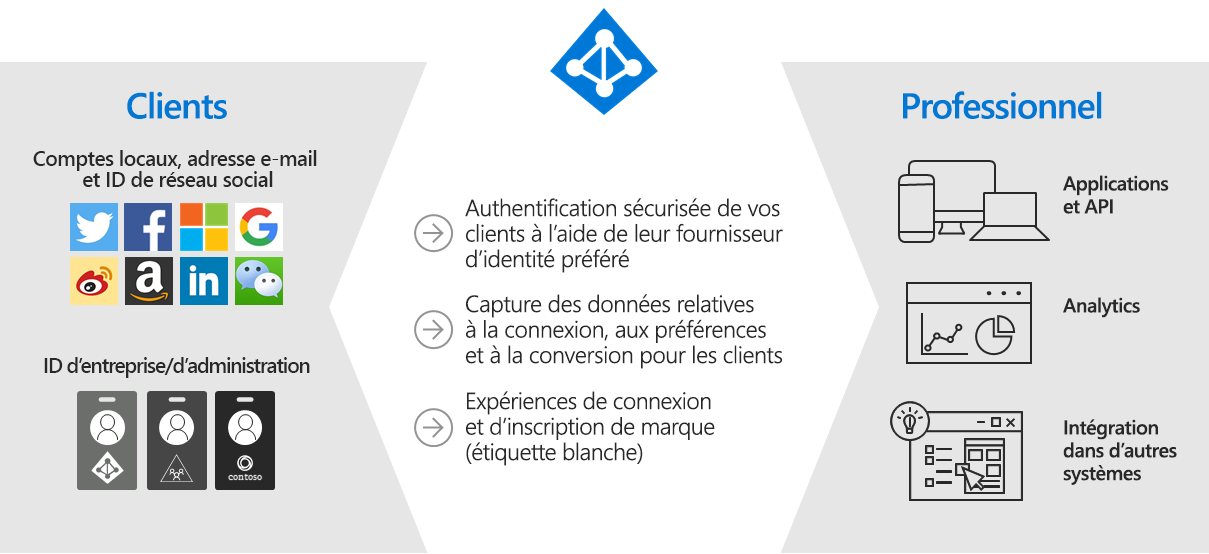 Clients
Comptes locaux, adresse e-mail
et ID de réseau social
ID d’entreprise/d’administration
contoso
Authentification sécurisée de vos
clients à l’aide de leur fournisseur
d’identité préféré
Capture des données relatives
à la connexion, aux préférences
et à la conversion pour les clients
Expériences de connexion
et d’inscription de marque
(étiquette blanche)
Professionnel
Applications
et API
Analytics
Intégration
dans d’autres
systèmes